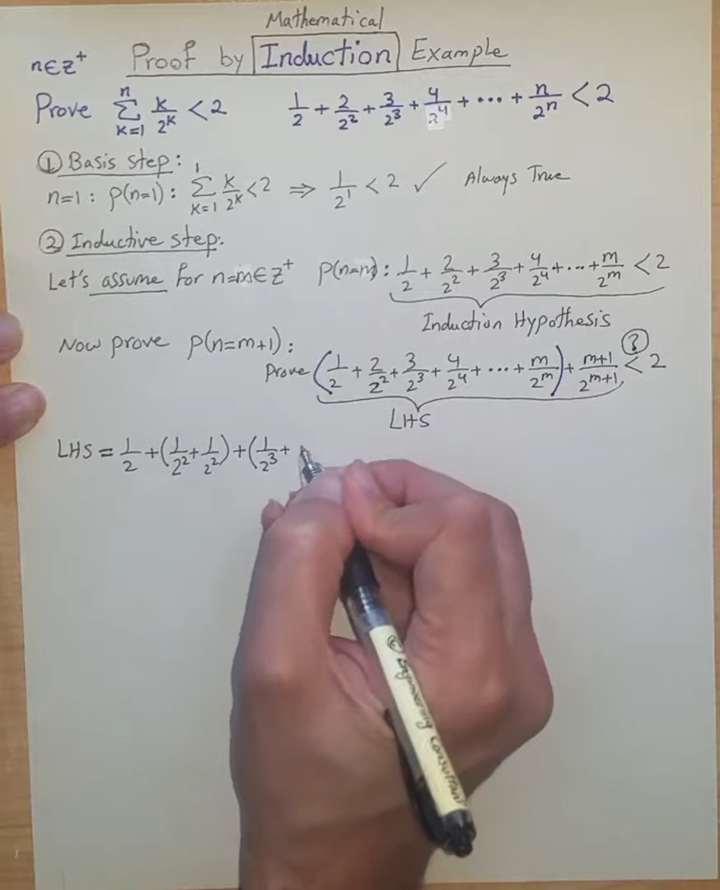 Mathematical
n∈Z⁺ Proof by Induction Example
Prove ∑_{K=1}^{n} K/2^K < 2    1/2 + 2/2² + 3/2³ + 4/2⁴ + ... + n/2ⁿ < 2
① Basis step:
n=1: P(n=1): ∑_{K=1}^{1} K/2^K < 2 ⇒ 1/2¹ < 2 ✓ Always True
② Inductive step:
Let's assume for n=m∈Z⁺ P(n=m): 1/2 + 2/2² + 3/2³ + 4/2⁴ + ... + m/2^m < 2
Induction Hypothesis
Now prove P(n=m+1):
?
Prove (1/2 + 2/2² + 3/2³ + 4/2⁴ + ... + m/2^m) + (m+1)/2^{m+1} < 2
LHS
LHS = 1/2 + (1/2² + 1/2²) + (1/2³ +
Engineering Consultant